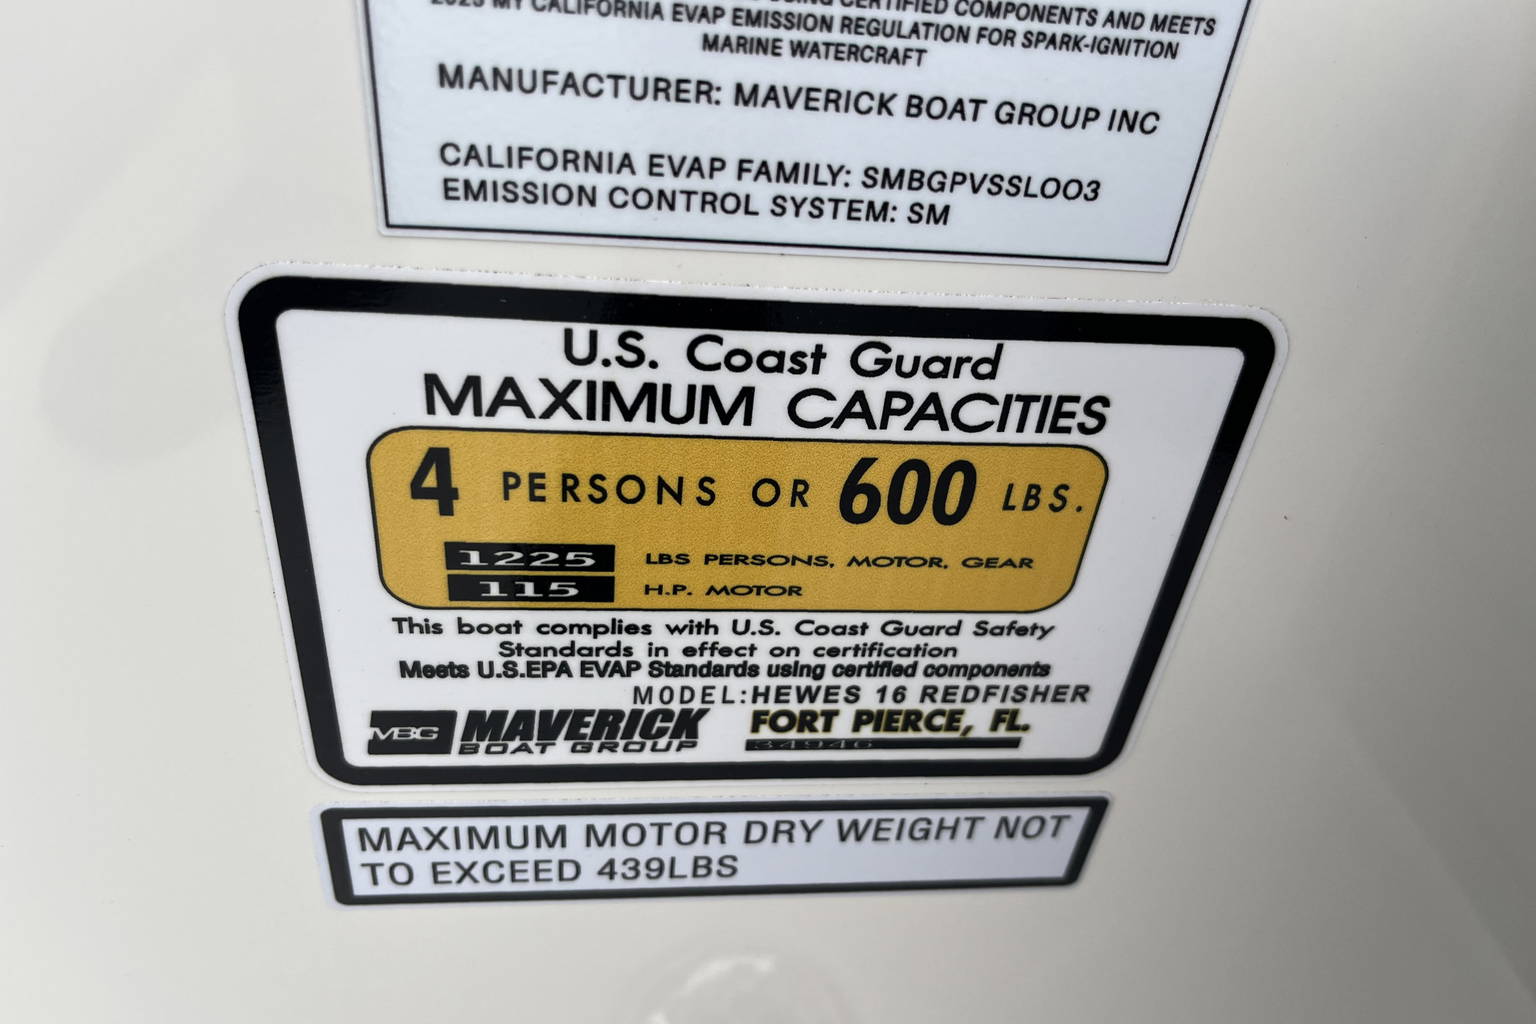 USING CERTIFIED COMPONENTS AND MEETS
2025 MY CALIFORNIA EVAP EMISSION REGULATION FOR SPARK-IGNITION
MARINE WATERCRAFT
MANUFACTURER: MAVERICK BOAT GROUP INC
CALIFORNIA EVAP FAMILY: SMBGPVSSLOO3
EMISSION CONTROL SYSTEM: SM
U.S. Coast Guard
MAXIMUM CAPACITIES
4 PERSONS OR 600 LBS.
1225 LBS PERSONS, MOTOR, GEAR
115 H.P. MOTOR
This boat complies with U.S. Coast Guard Safety
Standards in effect on certification
Meets U.S.EPA EVAP Standards using certified components
MODEL:HEWES 16 REDFISHER
MBG MAVERICK FORT PIERCE, FL.
BOAT GROUP 34946
MAXIMUM MOTOR DRY WEIGHT NOT
TO EXCEED 439LBS